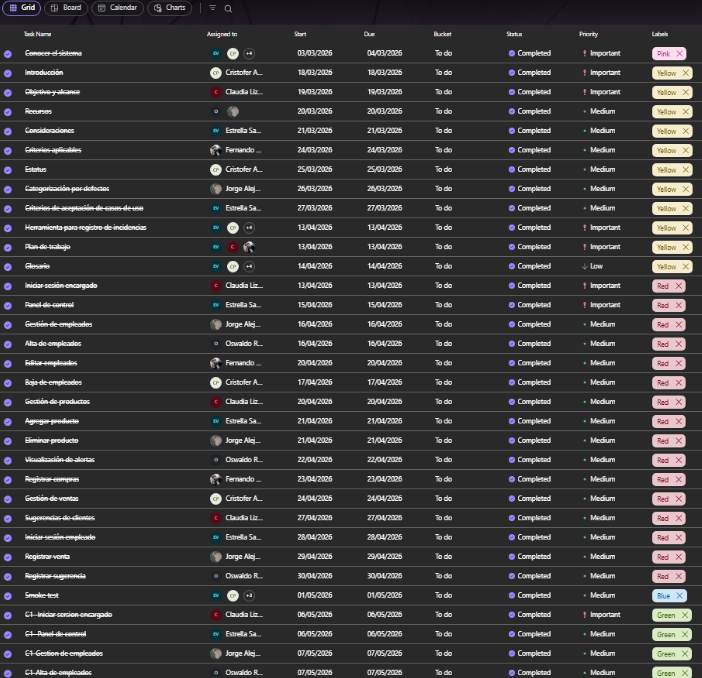 Grid Board Calendar Charts
Task Name Assigned to Start Due Bucket Status Priority Labels
Conocer el sistema EV CP +4 03/03/2026 04/03/2026 To do Completed Important Pink
Introducción CP Cristofer A... 18/03/2026 18/03/2026 To do Completed Important Yellow
Objetivo y alcance C Claudia Liz... 19/03/2026 19/03/2026 To do Completed Important Yellow
Recursos O 20/03/2026 20/03/2026 To do Completed Medium Yellow
Consideraciones EV Estrella Sa... 21/03/2026 21/03/2026 To do Completed Medium Yellow
Criterios aplicables Fernando ... 24/03/2026 24/03/2026 To do Completed Medium Yellow
Estatus CP Cristofer A... 25/03/2026 25/03/2026 To do Completed Medium Yellow
Categorización por defectos Jorge Alej... 26/03/2026 26/03/2026 To do Completed Medium Yellow
Criterios de aceptación de casos de uso EV Estrella Sa... 27/03/2026 27/03/2026 To do Completed Medium Yellow
Herramienta para registro de incidencias EV CP +4 13/04/2026 13/04/2026 To do Completed Important Yellow
Plan de trabajo EV C 13/04/2026 13/04/2026 To do Completed Important Yellow
Glosario EV CP +4 14/04/2026 14/04/2026 To do Completed Low Yellow
Iniciar sesión encargado C Claudia Liz... 13/04/2026 13/04/2026 To do Completed Important Red
Panel de control EV Estrella Sa... 15/04/2026 15/04/2026 To do Completed Important Red
Gestión de empleados Jorge Alej... 16/04/2026 16/04/2026 To do Completed Medium Red
Alta de empleados O Oswaldo R... 16/04/2026 16/04/2026 To do Completed Medium Red
Editar empleados Fernando ... 20/04/2026 20/04/2026 To do Completed Medium Red
Baja de empleados CP Cristofer A... 17/04/2026 17/04/2026 To do Completed Medium Red
Gestión de productos C Claudia Liz... 20/04/2026 20/04/2026 To do Completed Medium Red
Agregar producto EV Estrella Sa... 21/04/2026 21/04/2026 To do Completed Medium Red
Eliminar producto Jorge Alej... 21/04/2026 21/04/2026 To do Completed Medium Red
Visualización de alertas O Oswaldo R... 22/04/2026 22/04/2026 To do Completed Medium Red
Registrar compras Fernando ... 23/04/2026 23/04/2026 To do Completed Medium Red
Gestión de ventas CP Cristofer A... 24/04/2026 24/04/2026 To do Completed Medium Red
Sugerencias de clientes C Claudia Liz... 27/04/2026 27/04/2026 To do Completed Medium Red
Iniciar sesión empleado EV Estrella Sa... 28/04/2026 28/04/2026 To do Completed Medium Red
Registrar venta Jorge Alej... 29/04/2026 29/04/2026 To do Completed Medium Red
Registrar sugerencia O Oswaldo R... 30/04/2026 30/04/2026 To do Completed Medium Red
Smoke test EV CP +3 01/05/2026 01/05/2026 To do Completed Medium Blue
C1- Iniciar sersion encargado C Claudia Liz... 06/05/2026 06/05/2026 To do Completed Important Green
C1- Panel de control EV Estrella Sa... 06/05/2026 06/05/2026 To do Completed Medium Green
C1-Gestion de empleados Jorge Alej... 07/05/2026 07/05/2026 To do Completed Medium Green
C1-Alta de empleados O Oswaldo R... 07/05/2026 07/05/2026 To do Completed Medium Green